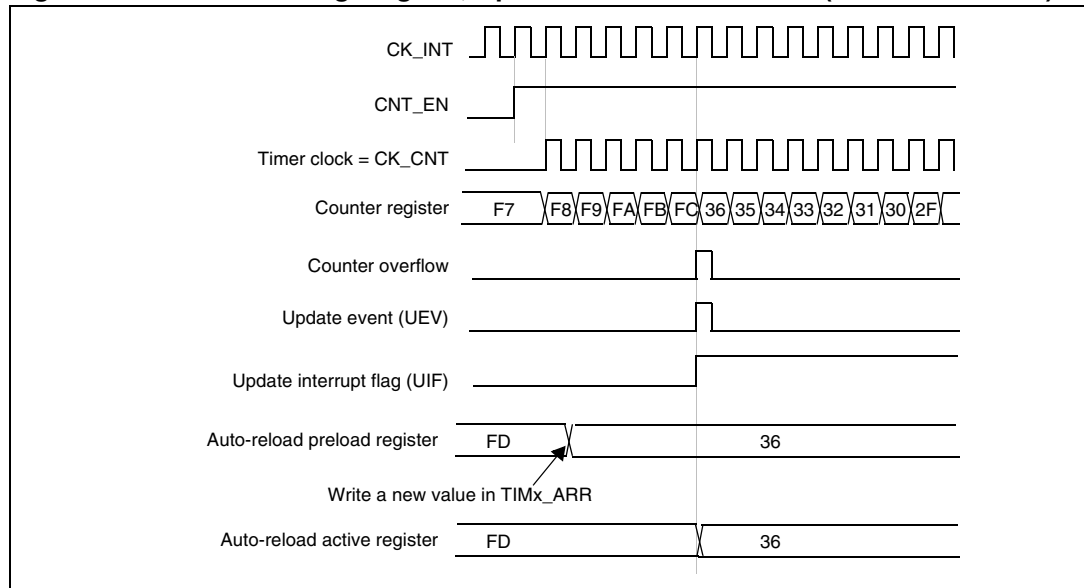 CK_INT
CNT_EN
Timer clock = CK_CNT
Counter register F7 F8 F9 FA FB FC 36 35 34 33 32 31 30 2F
Counter overflow
Update event (UEV)
Update interrupt flag (UIF)
Auto-reload preload register FD 36
Write a new value in TIMx_ARR
Auto-reload active register FD 36